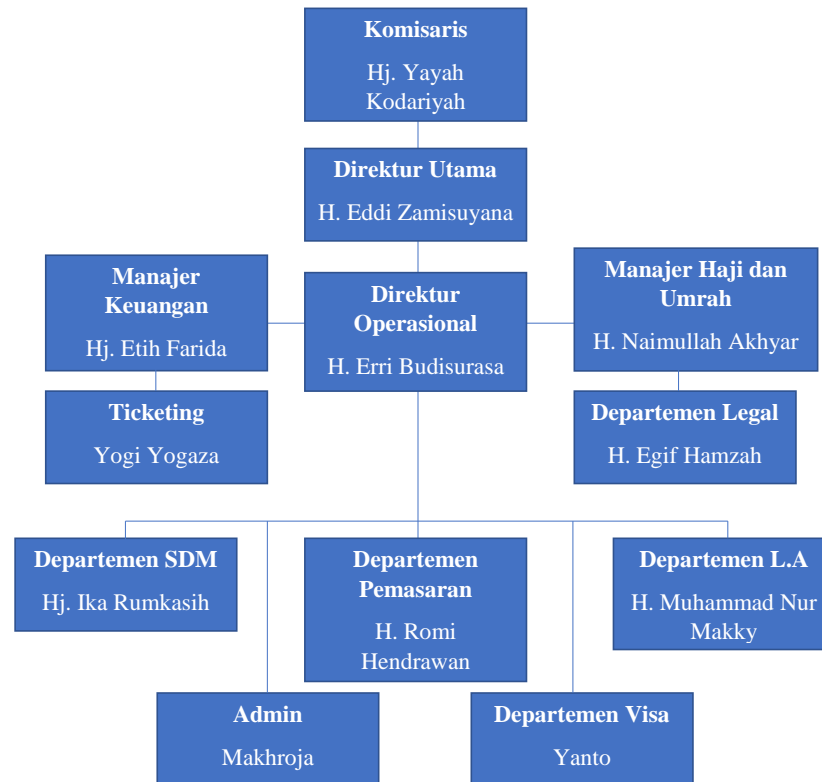 Komisaris
Hj. Yayah
Kodariyah
Direktur Utama
H. Eddi Zamisuyana
Manajer
Keuangan
Hj. Etih Farida
Direktur
Operasional
H. Erri Budisurasa
Manajer Haji dan
Umrah
H. Naimullah Akhyar
Ticketing
Yogi Yogaza
Departemen Legal
H. Egif Hamzah
Departemen SDM
Hj. Ika Rumkasih
Departemen
Pemasaran
H. Romi
Hendrawan
Departemen L.A
H. Muhammad Nur
Makky
Admin
Makhroja
Departemen Visa
Yanto